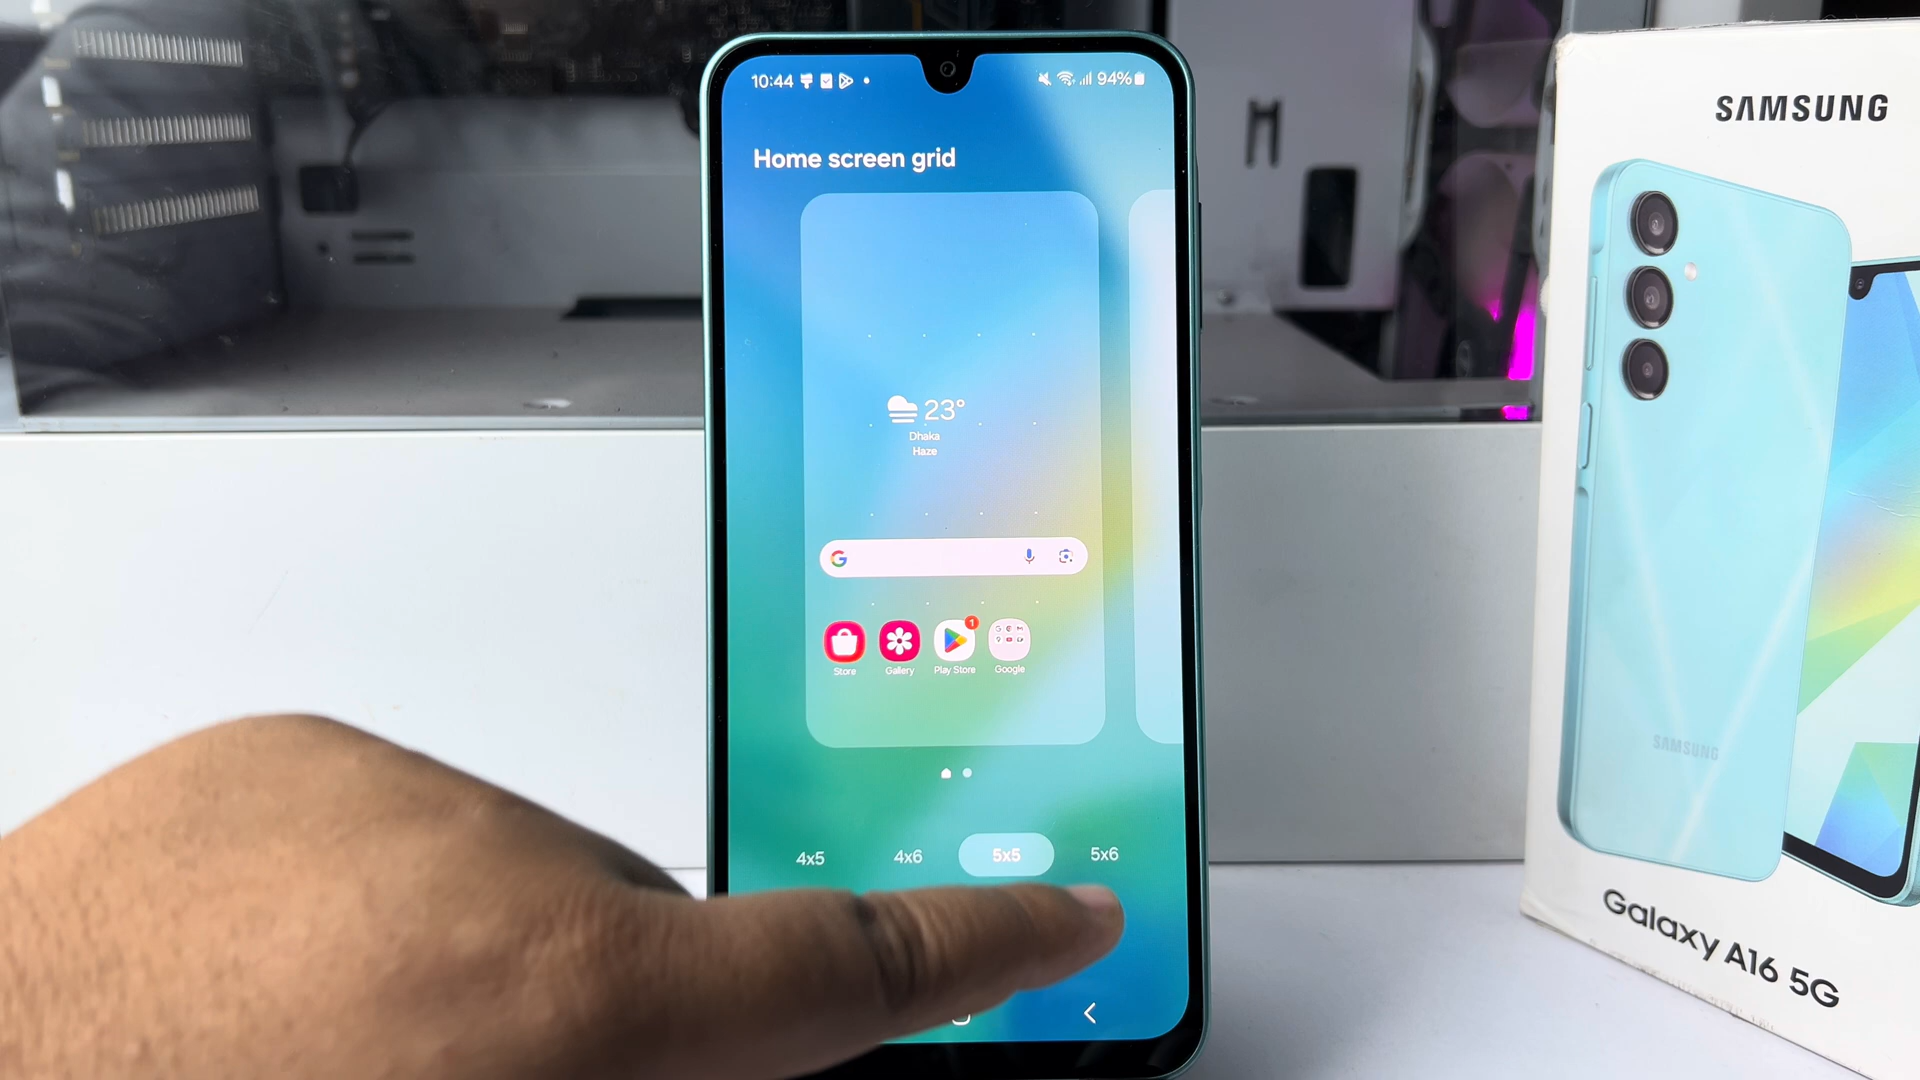 10:44
94%
Home screen grid
23°
Dhaka
Haze
G
1
Store
Gallery
Play Store
Google
4x5
4x6
5x5
5x6
SAMSUNG
SAMSUNG
Galaxy A16 5G